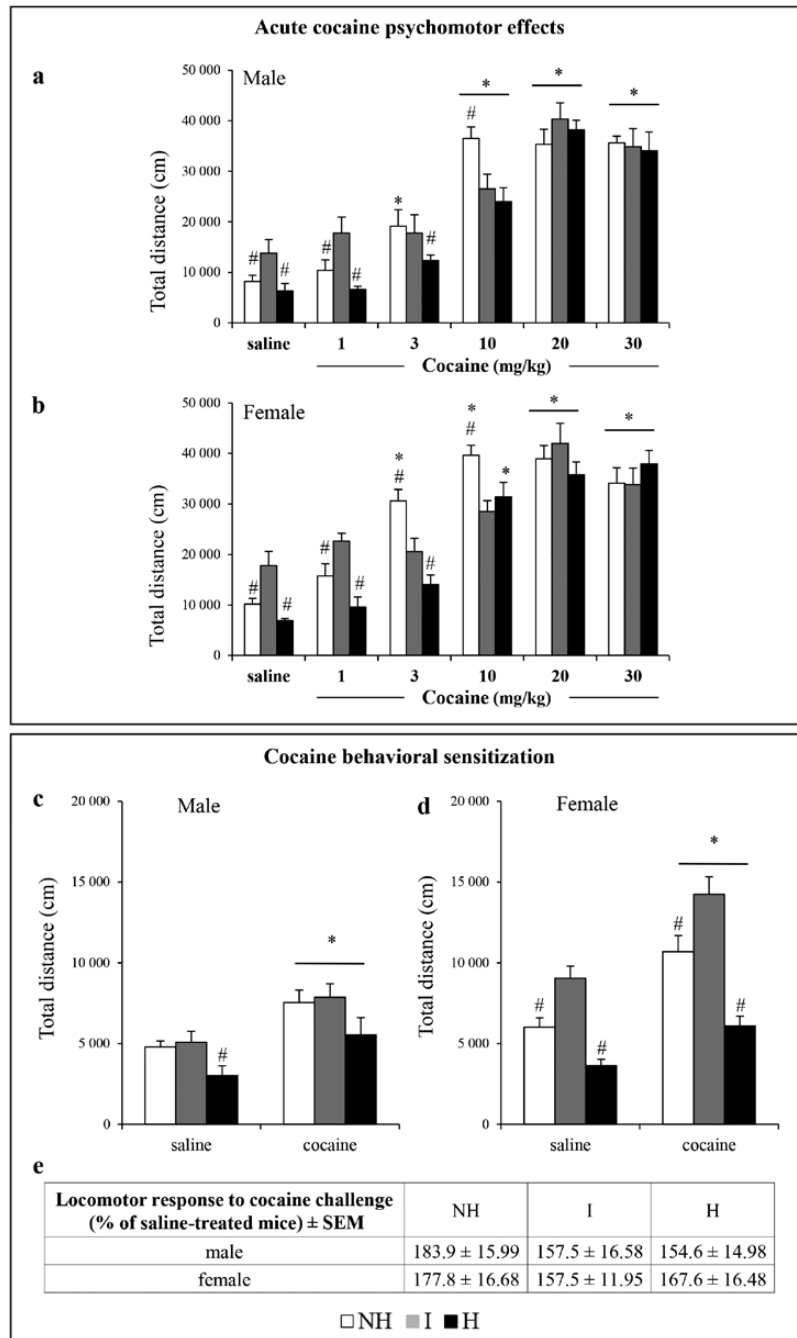 Acute cocaine psychomotor effects
a
Male
Total distance (cm)
50 000
40 000
30 000
20 000
10 000
0
# # # # * # # * * *
saline 1 3 10 20 30
Cocaine (mg/kg)
b
Female
Total distance (cm)
50 000
40 000
30 000
20 000
10 000
0
# # # # * # # * # * * *
saline 1 3 10 20 30
Cocaine (mg/kg)
Cocaine behavioral sensitization
c
Male
Total distance (cm)
20 000
15 000
10 000
5 000
0
# *
saline cocaine
d
Female
Total distance (cm)
20 000
15 000
10 000
5 000
0
# # * # #
saline cocaine
e
Locomotor response to cocaine challenge
(% of saline-treated mice) ± SEM
NH I H
male 183.9 ± 15.99 157.5 ± 16.58 154.6 ± 14.98
female 177.8 ± 16.68 157.5 ± 11.95 167.6 ± 16.48
NH I H